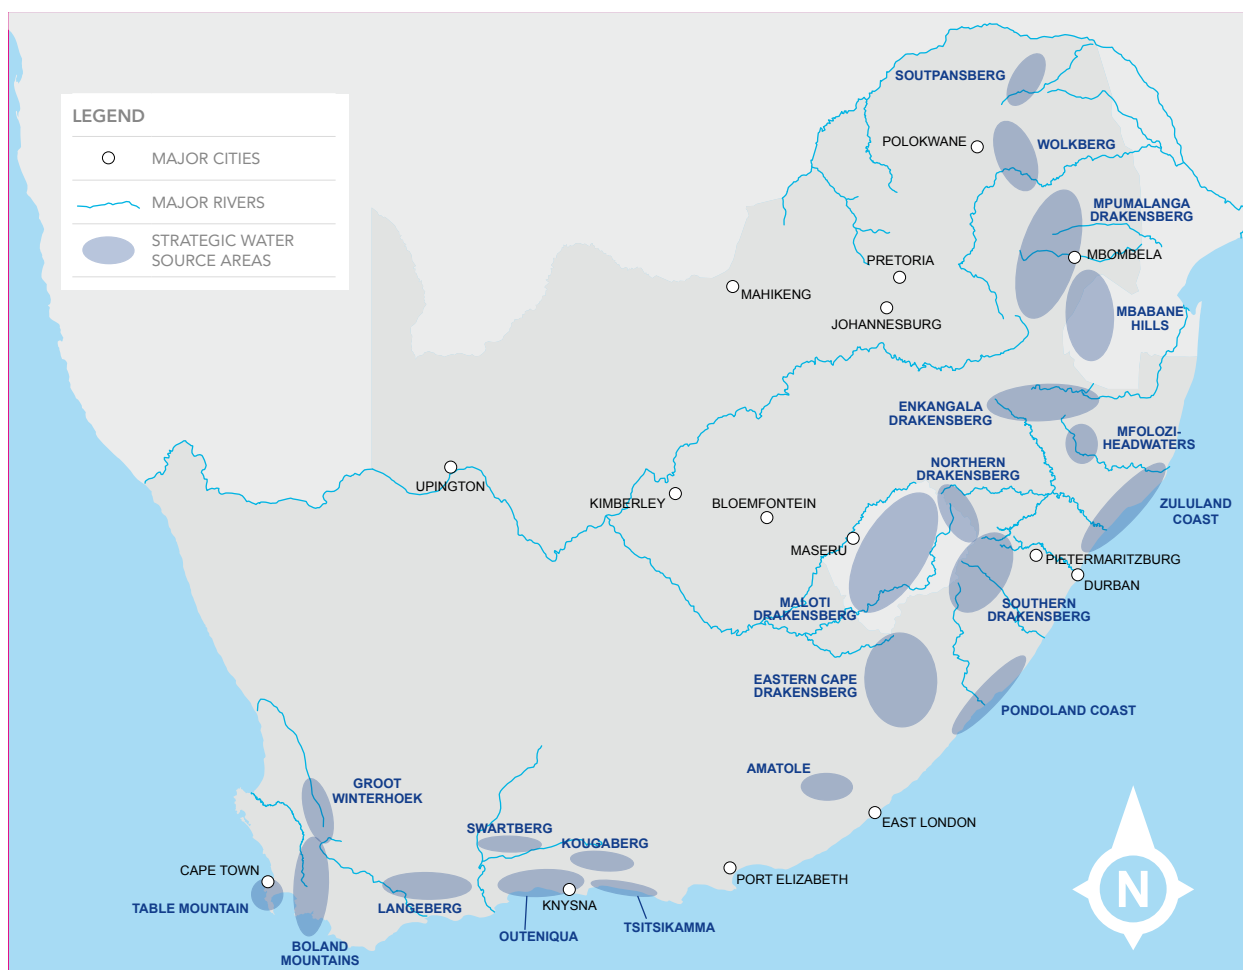 LEGEND
MAJOR CITIES
MAJOR RIVERS
STRATEGIC WATER
SOURCE AREAS
SOUTPANSBERG
POLOKWANE
WOLKBERG
MPUMALANGA
DRAKENSBERG
MBOMBELA
PRETORIA
MAHIKENG
JOHANNESBURG
MBABANE
HILLS
ENKANGALA
DRAKENSBERG
MFOLOZI-
HEADWATERS
NORTHERN
DRAKENSBERG
UPINGTON
KIMBERLEY
BLOEMFONTEIN
ZULULAND
COAST
MASERU
PIETERMARITZBURG
DURBAN
MALOTI
DRAKENSBERG
SOUTHERN
DRAKENSBERG
EASTERN CAPE
DRAKENSBERG
PONDOLAND COAST
AMATOLE
GROOT
WINTERHOEK
EAST LONDON
SWARTBERG
KOUGABERG
CAPE TOWN
PORT ELIZABETH
TABLE MOUNTAIN
LANGEBERG
KNYSNA
TSITSIKAMMA
OUTENIQUA
BOLAND
MOUNTAINS
N